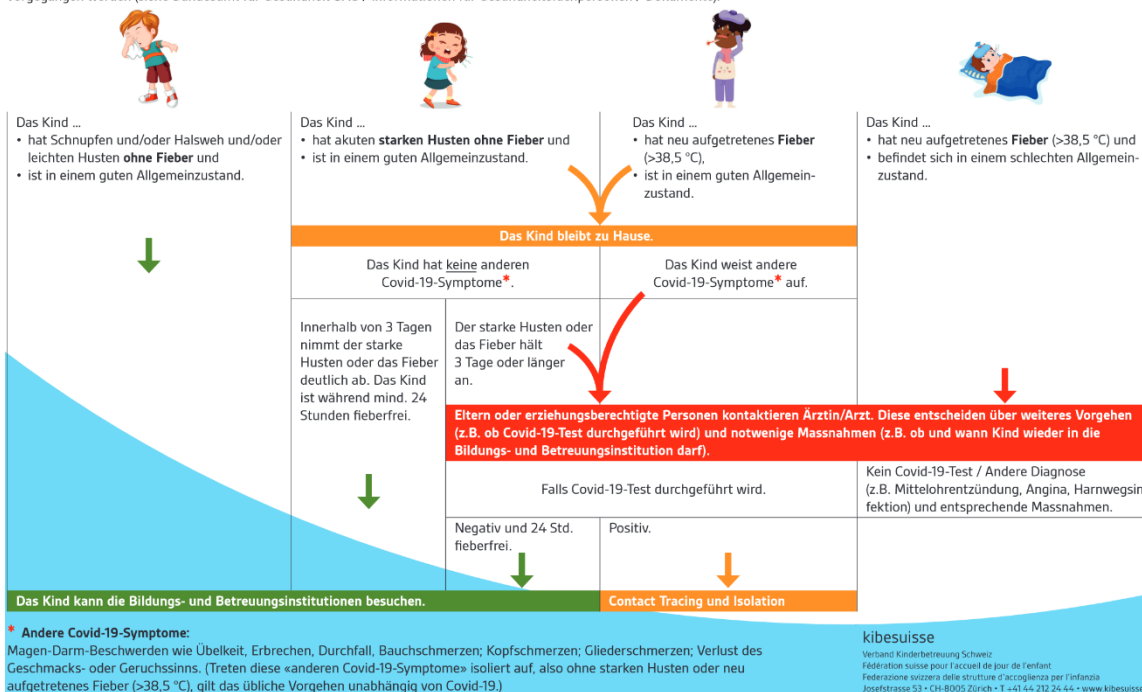 Das Kind ...
• hat Schnupfen und/oder Halsweh und/oder
leichten Husten ohne Fieber und
• ist in einem guten Allgemeinzustand.
Das Kind ...
• hat akuten starken Husten ohne Fieber und
• ist in einem guten Allgemeinzustand.
Das Kind ...
• hat neu aufgetretenes Fieber
(>38,5 °C),
• ist in einem guten Allgemein-
zustand.
Das Kind ...
• hat neu aufgetretenes Fieber (>38,5 °C) und
• befindet sich in einem schlechten Allgemein-
zustand.
Das Kind bleibt zu Hause.
Das Kind hat keine anderen
Covid-19-Symptome*.
Das Kind weist andere
Covid-19-Symptome* auf.
Innerhalb von 3 Tagen
nimmt der starke
Husten oder das Fieber
deutlich ab. Das Kind
ist während mind. 24
Stunden fieberfrei.
Der starke Husten oder
das Fieber hält
3 Tage oder länger
an.
Eltern oder erziehungsberechtigte Personen kontaktieren Ärztin/Arzt. Diese entscheiden über weiteres Vorgehen
(z.B. ob Covid-19-Test durchgeführt wird) und notwenige Massnahmen (z.B. ob und wann Kind wieder in die
Bildungs- und Betreuungsinstitution darf).
Falls Covid-19-Test durchgeführt wird.
Kein Covid-19-Test / Andere Diagnose
(z.B. Mittelohrentzündung, Angina, Harnwegsin
fektion) und entsprechende Massnahmen.
Negativ und 24 Std.
fieberfrei.
Positiv.
Das Kind kann die Bildungs- und Betreuungsinstitutionen besuchen.
Contact Tracing und Isolation
* Andere Covid-19-Symptome:
Magen-Darm-Beschwerden wie Übelkeit, Erbrechen, Durchfall, Bauchschmerzen; Kopfschmerzen; Gliederschmerzen; Verlust des
Geschmacks- oder Geruchssinns. (Treten diese «anderen Covid-19-Symptome» isoliert auf, also ohne starken Husten oder neu
aufgetretenes Fieber (>38,5 °C), gilt das übliche Vorgehen unabhängig von Covid-19.)
kibesuisse
Verband Kinderbetreuung Schweiz
Fédération suisse pour l'accueil de jour de l'enfant
Federazione svizzera delle strutture d'accoglienza per l'infanzia
Josefstrasse 53 • CH-8005 Zürich • T +41 44 212 24 44 • www.kibesuisse